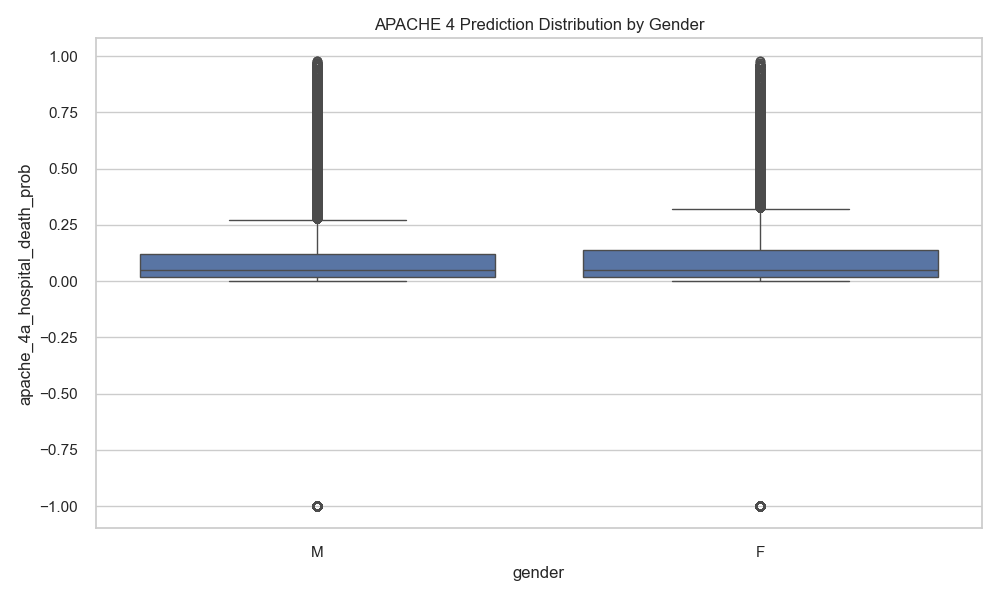 APACHE 4 Prediction Distribution by Gender
apache_4a_hospital_death_prob
1.00
0.75
0.50
0.25
0.00
−0.25
−0.50
−0.75
−1.00
M
F
gender